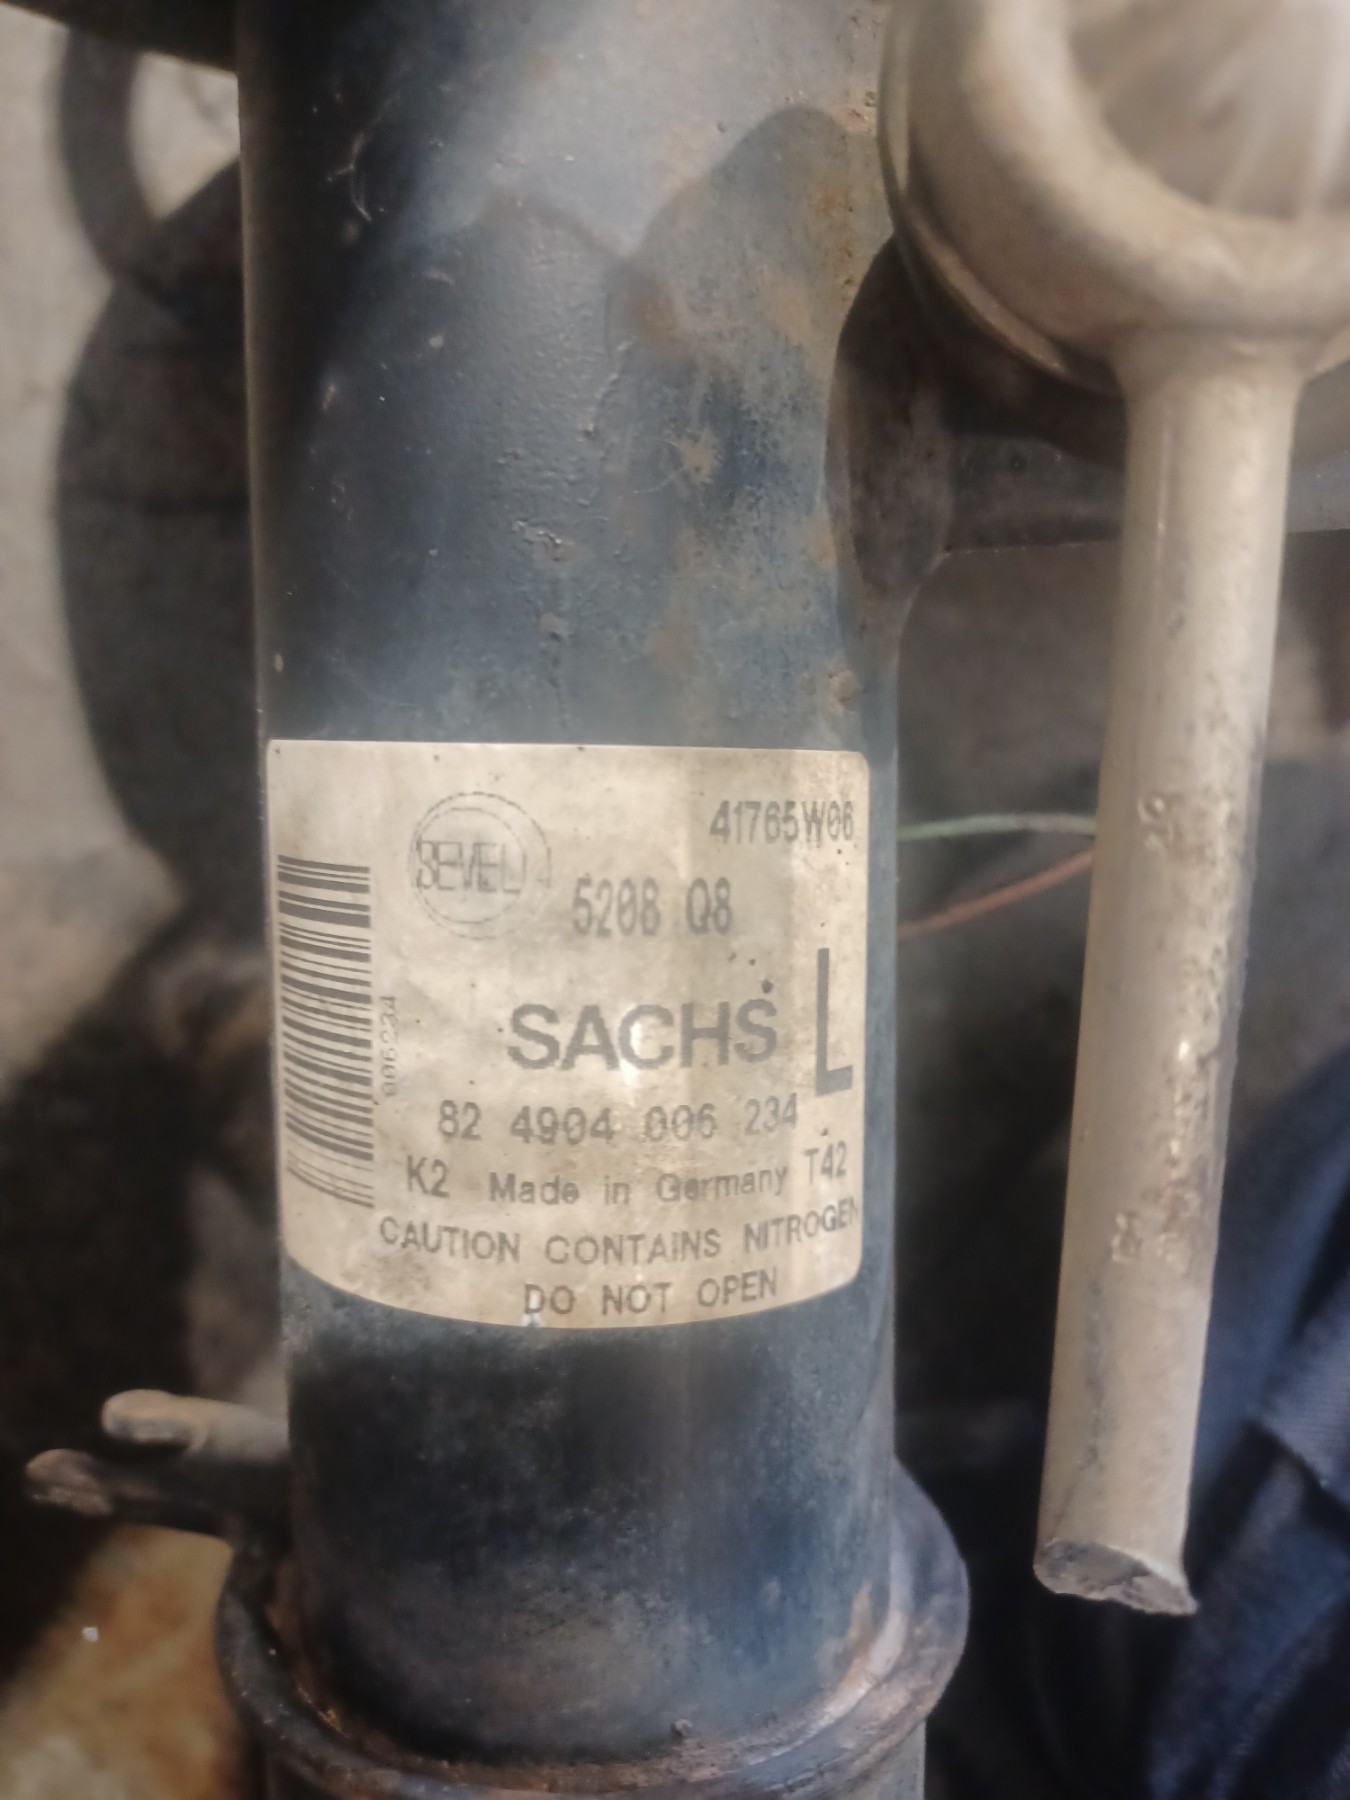 41765W06
SEVEL
5208 Q8
SACHS L
006234
82 4904 006 234
K2 Made in Germany T42
CAUTION CONTAINS NITROGEN
DO NOT OPEN